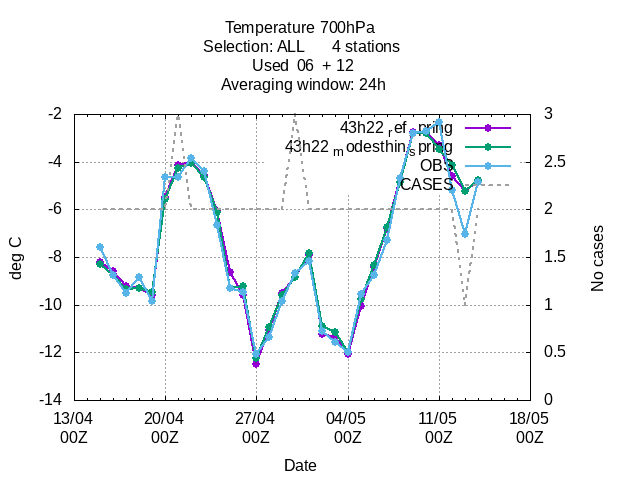 Temperature 700hPa
Selection: ALL 4 stations
Used 06 + 12
Averaging window: 24h
43h22_ref_spring
43h22_modesthin_spring
OBS
CASES
-2
-4
-6
-8
-10
-12
-14
3
2.5
2
1.5
1
0.5
0
deg C
No cases
13/04 20/04 27/04 04/05 11/05 18/05
00Z 00Z 00Z 00Z 00Z 00Z
Date